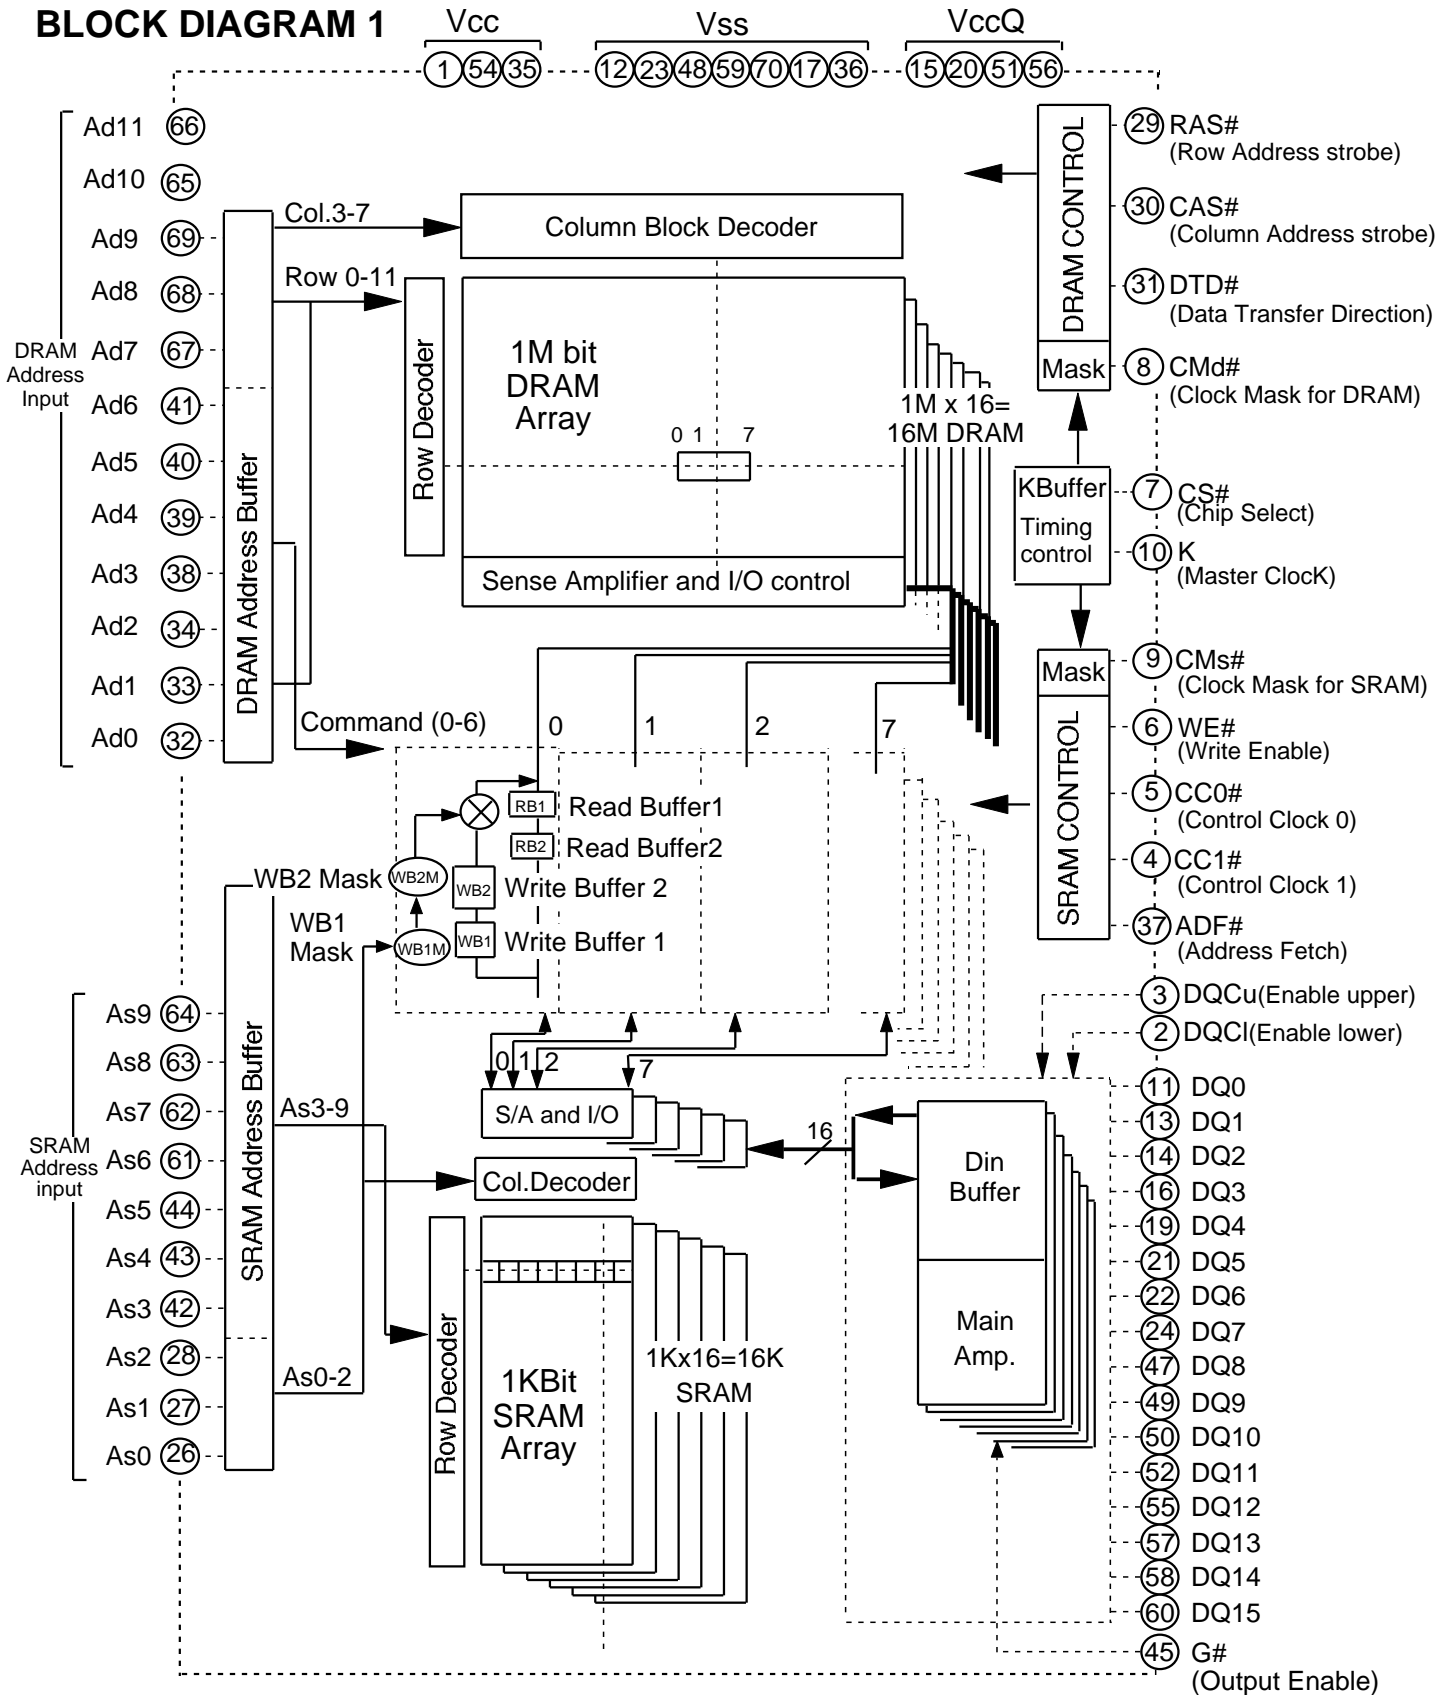 BLOCK DIAGRAM 1
Vcc
Vss
VccQ
1 54 35
12 23 48 59 70 17 36
15 20 51 56
DRAM
Address
Input
Ad11 66
Ad10 65
Ad9 69
Ad8 68
Ad7 67
Ad6 41
Ad5 40
Ad4 39
Ad3 38
Ad2 34
Ad1 33
Ad0 32
DRAM Address Buffer
Col.3-7
Row 0-11
Command (0-6)
Column Block Decoder
Row Decoder
1M bit
DRAM
Array
0 1 7
Sense Amplifier and I/O control
1M x 16=
16M DRAM
DRAM CONTROL
Mask
29 RAS#
(Row Address strobe)
30 CAS#
(Column Address strobe)
31 DTD#
(Data Transfer Direction)
8 CMd#
(Clock Mask for DRAM)
KBuffer
Timing
control
7 CS#
(Chip Select)
10 K
(Master ClocK)
Mask
SRAM CONTROL
9 CMs#
(Clock Mask for SRAM)
6 WE#
(Write Enable)
5 CC0#
(Control Clock 0)
4 CC1#
(Control Clock 1)
37 ADF#
(Address Fetch)
3 DQCu(Enable upper)
2 DQCl(Enable lower)
0 1 2 7
RB1 Read Buffer1
RB2 Read Buffer2
WB2 Mask WB2M WB2 Write Buffer 2
WB1
Mask
WB1M WB1 Write Buffer 1
SRAM
Address
input
As9 64
As8 63
As7 62
As6 61
As5 44
As4 43
As3 42
As2 28
As1 27
As0 26
SRAM Address Buffer
As3-9
As0-2
0 1 2 7
S/A and I/O
Col.Decoder
Row Decoder
1KBit
SRAM
Array
1Kx16=16K
SRAM
16
Din
Buffer
Main
Amp.
11 DQ0
13 DQ1
14 DQ2
16 DQ3
19 DQ4
21 DQ5
22 DQ6
24 DQ7
47 DQ8
49 DQ9
50 DQ10
52 DQ11
55 DQ12
57 DQ13
58 DQ14
60 DQ15
45 G#
(Output Enable)